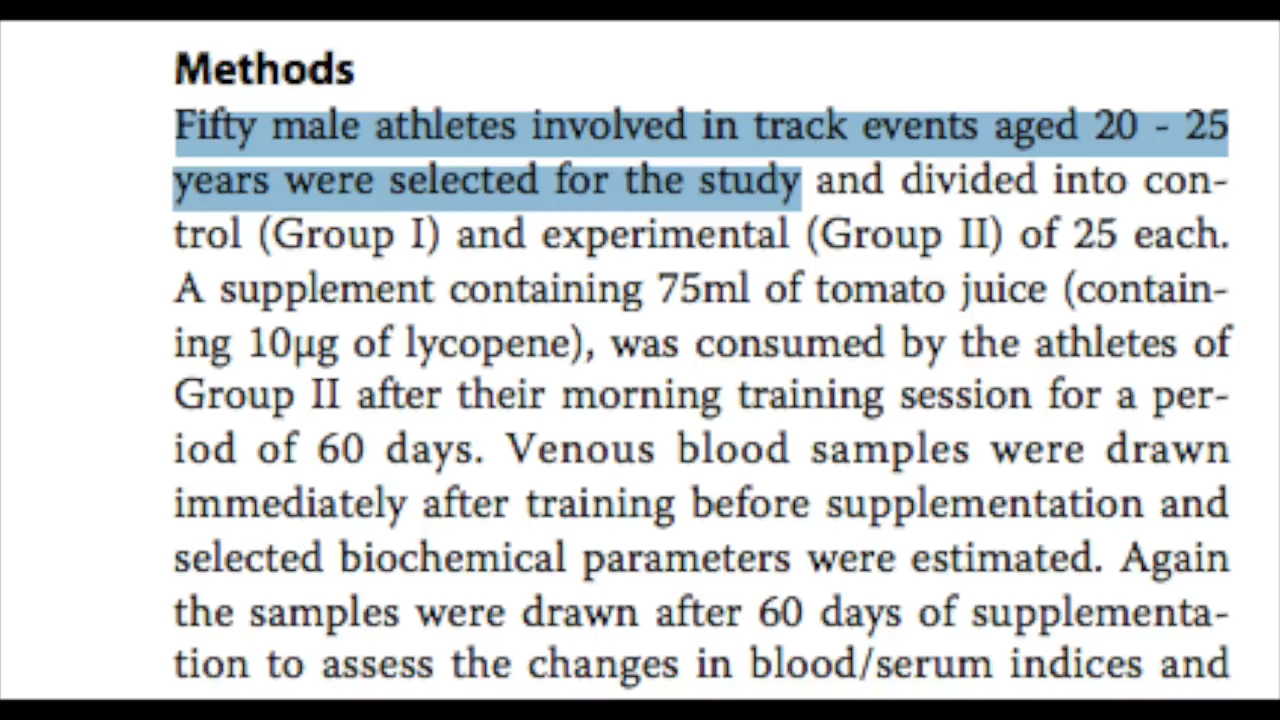 Methods
Fifty male athletes involved in track events aged 20 - 25
years were selected for the study and divided into con-
trol (Group I) and experimental (Group II) of 25 each.
A supplement containing 75ml of tomato juice (contain-
ing 10µg of lycopene), was consumed by the athletes of
Group II after their morning training session for a per-
iod of 60 days. Venous blood samples were drawn
immediately after training before supplementation and
selected biochemical parameters were estimated. Again
the samples were drawn after 60 days of supplementa-
tion to assess the changes in blood/serum indices and